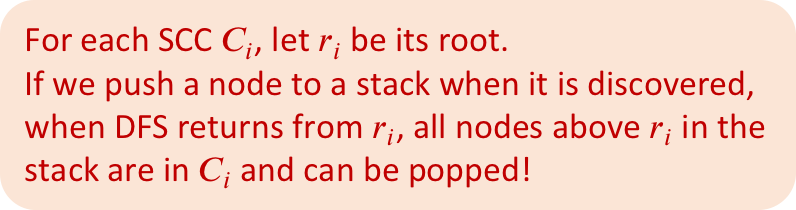 For each SCC Cᵢ, let rᵢ be its root.
If we push a node to a stack when it is discovered,
when DFS returns from rᵢ, all nodes above rᵢ in the
stack are in Cᵢ and can be popped!